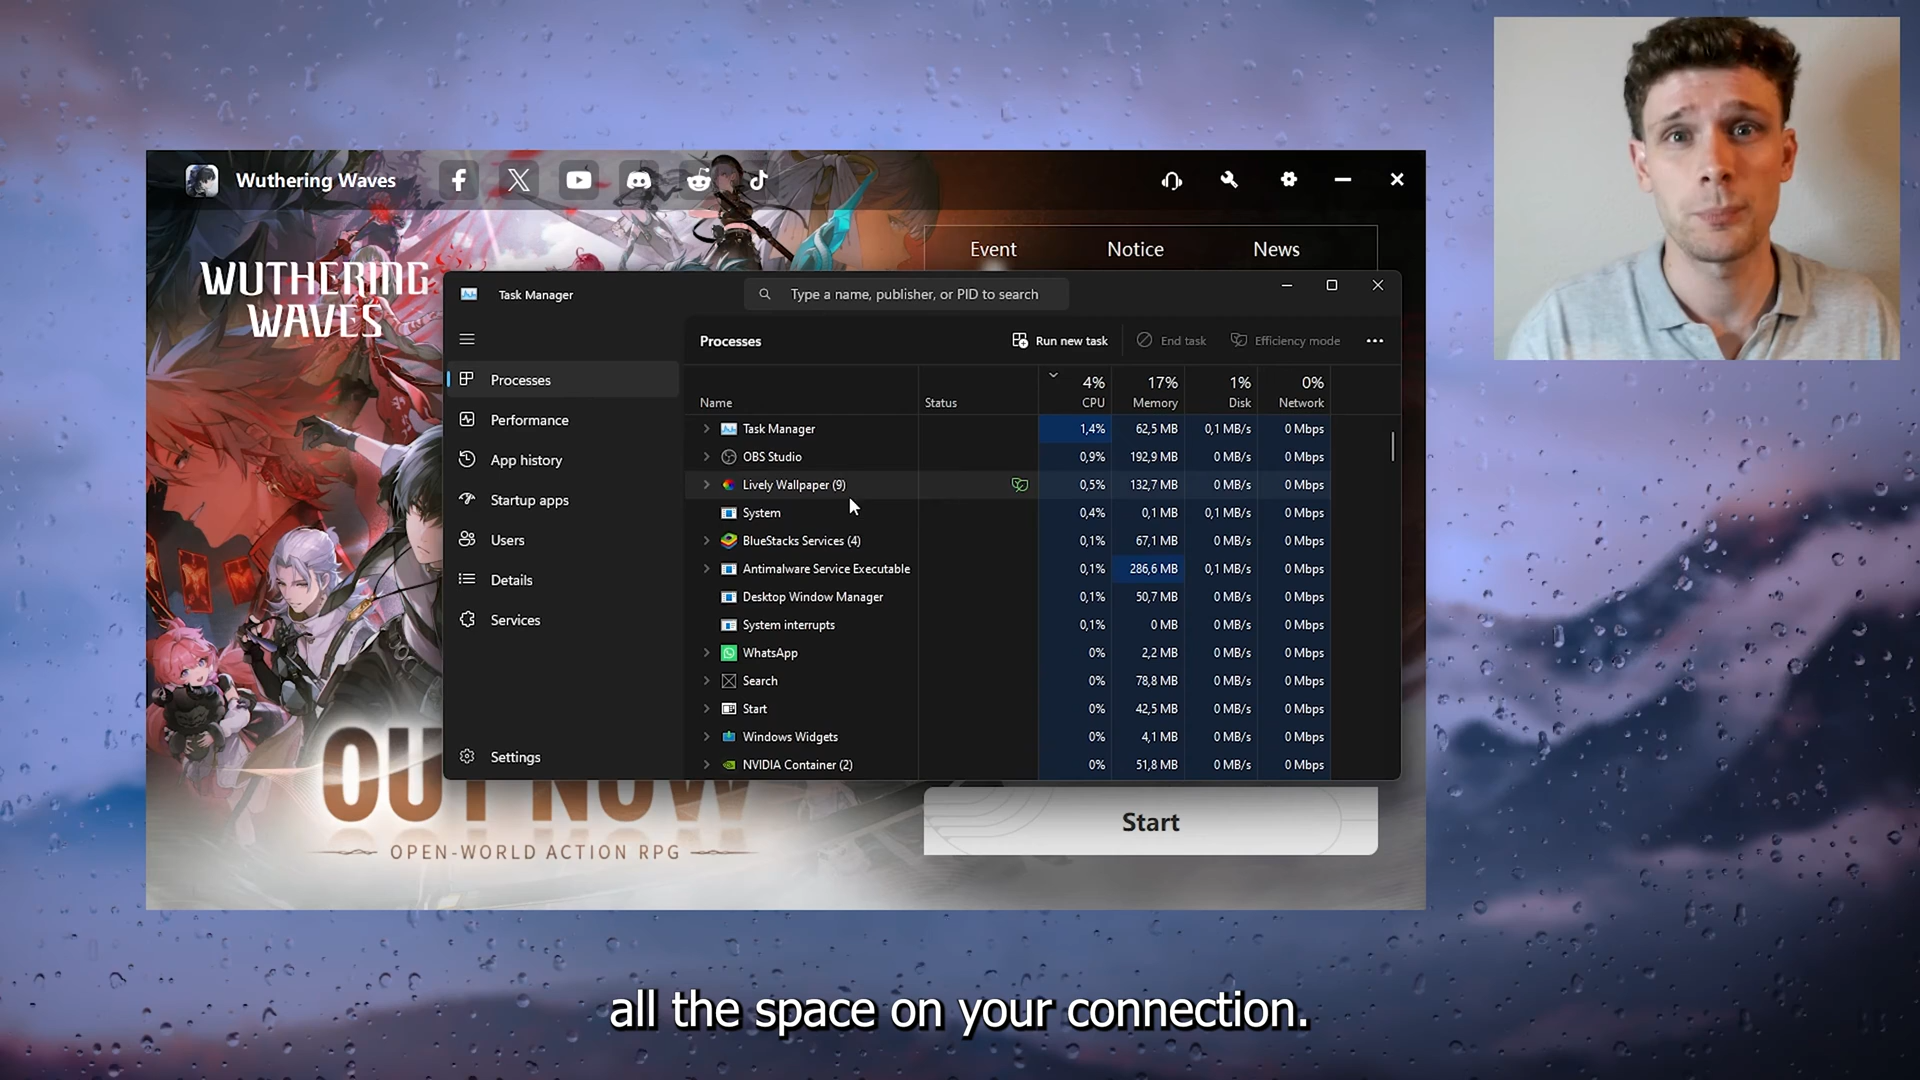 Wuthering Waves
Event Notice News
WUTHERING
WAVES
Task Manager
Type a name, publisher, or PID to search
Processes
Run new task
End task
Efficiency mode
Processes
Performance
App history
Startup apps
Users
Details
Services
Settings
4% 17% 1% 0%
Name Status CPU Memory Disk Network
Task Manager 1,4% 62,5 MB 0,1 MB/s 0 Mbps
OBS Studio 0,9% 192,9 MB 0 MB/s 0 Mbps
Lively Wallpaper (9) 0,5% 132,7 MB 0 MB/s 0 Mbps
System 0,4% 0,1 MB 0,1 MB/s 0 Mbps
BlueStacks Services (4) 0,1% 67,1 MB 0 MB/s 0 Mbps
Antimalware Service Executable 0,1% 286,6 MB 0,1 MB/s 0 Mbps
Desktop Window Manager 0,1% 50,7 MB 0 MB/s 0 Mbps
System interrupts 0,1% 0 MB 0 MB/s 0 Mbps
WhatsApp 0% 2,2 MB 0 MB/s 0 Mbps
Search 0% 78,8 MB 0 MB/s 0 Mbps
Start 0% 42,5 MB 0 MB/s 0 Mbps
Windows Widgets 0% 4,1 MB 0 MB/s 0 Mbps
NVIDIA Container (2) 0% 51,8 MB 0 MB/s 0 Mbps
OUT NOW
OPEN-WORLD ACTION RPG
Start
all the space on your connection.